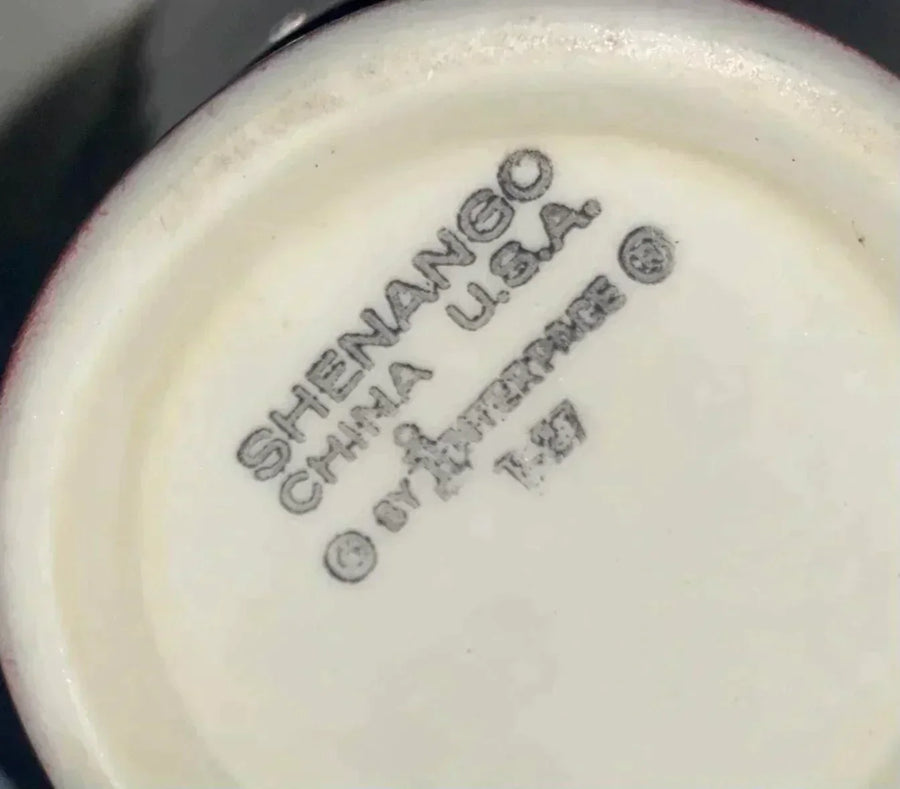 SHENANGO
CHINA U.S.A.
© BY INTERPACE ®